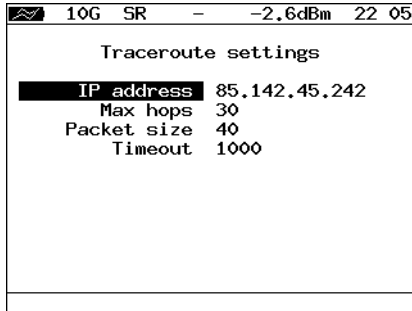 10G SR - -2.6dBm 22 05
Traceroute settings
IP address 85.142.45.242
Max hops 30
Packet size 40
Timeout 1000